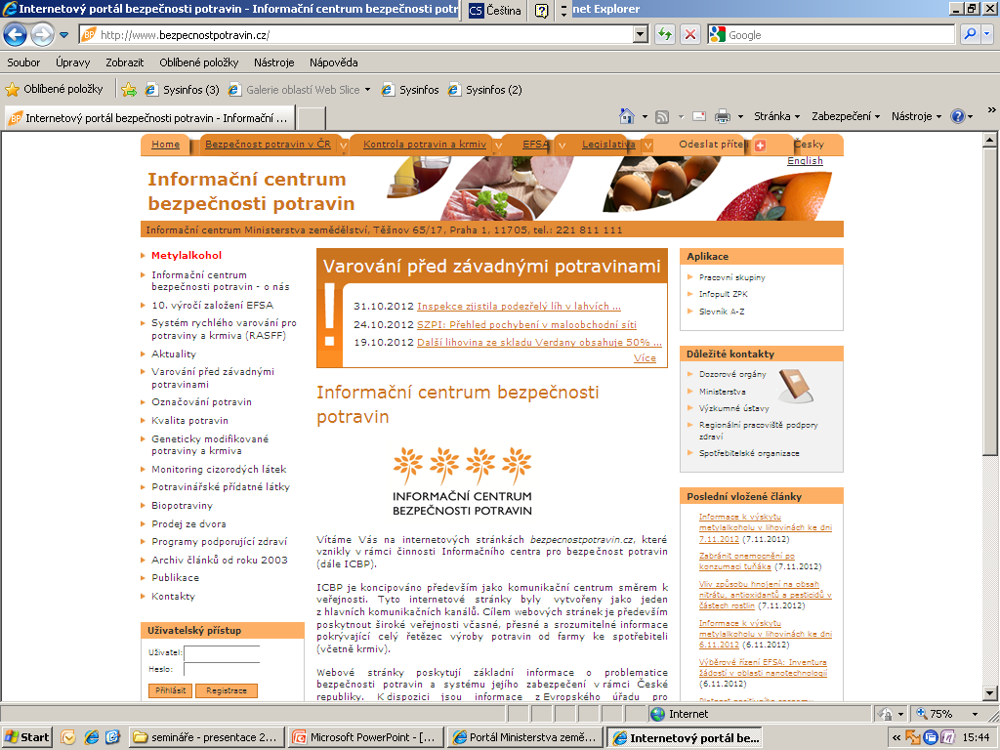 Internetový portál bezpečnosti potravin - Informační centrum bezpečnosti potr
CS Čeština
net Explorer
http://www.bezpecnostpotravin.cz/
Google
Soubor Úpravy Zobrazit Oblíbené položky Nástroje Nápověda
Oblíbené položky Sysinfos (3) Galerie oblastí Web Slice Sysinfos Sysinfos (2)
Internetový portál bezpečnosti potravin - Informační ...
Stránka Zabezpečení Nástroje »
Home Bezpečnost potravin v ČR Kontrola potravin a krmiv EFSA Legislativa Odeslat příteli Česky
English
Informační centrum
bezpečnosti potravin
Informační centrum Ministerstva zemědělství, Těšnov 65/17, Praha 1, 11705, tel.: 221 811 111
Metylalkohol
Informační centrum
bezpečnosti potravin - o nás
10. výročí založení EFSA
Systém rychlého varování pro
potraviny a krmiva (RASFF)
Aktuality
Varování před závadnými
potravinami
Označování potravin
Kvalita potravin
Geneticky modifikované
potraviny a krmiva
Monitoring cizorodých látek
Potravinářské přídatné látky
Biopotraviny
Prodej ze dvora
Programy podporující zdraví
Archiv článků od roku 2003
Publikace
Kontakty
Uživatelský přístup
Uživatel:
Heslo:
Přihlásit Registrace
Varování před závadnými potravinami
31.10.2012 Inspekce zjistila podezřelý líh v lahvích ...
24.10.2012 SZPI: Přehled pochybení v maloobchodní síti
19.10.2012 Další lihovina ze skladu Verdany obsahuje 50% ...
Více
Informační centrum bezpečnosti
potravin
INFORMAČNÍ CENTRUM
BEZPEČNOSTI POTRAVIN
Vítáme Vás na internetových stránkách bezpecnostpotravin.cz, které
vznikly v rámci činnosti Informačního centra pro bezpečnost potravin
(dále ICBP).
ICBP je koncipováno především jako komunikační centrum směrem k
veřejnosti. Tyto internetové stránky byly vytvořeny jako jeden
z hlavních komunikačních kanálů. Cílem webových stránek je především
poskytnout široké veřejnosti včasné, přesné a srozumitelné informace
pokrývající celý řetězec výroby potravin od farmy ke spotřebiteli
(včetně krmiv).
Webové stránky poskytují základní informace o problematice
bezpečnosti potravin a systému jejího zabezpečení v rámci České
republiky. K dispozici jsou informace z Evropského úřadu pro
Aplikace
Pracovní skupiny
Infopult ZPK
Slovník A-Z
Důležité kontakty
Dozorové orgány
Ministerstva
Výzkumné ústavy
Regionální pracoviště podpory
zdraví
Spotřebitelské organizace
Poslední vložené články
Informace k výskytu
metylalkoholu v lihovinách ke dni
7.11.2012 (7.11.2012)
Zabránit onemocnění po
konzumaci tuňáka (7.11.2012)
Vliv způsobu hnojení na obsah
nitrátu, antioxidantů a pesticidů v
částech rostlin (7.11.2012)
Informace k výskytu
metylalkoholu v lihovinách ke dni
6.11.2012 (6.11.2012)
Výběrové řízení EFSA: Inventura
žádostí v oblasti nanotechnologií
(6.11.2012)
Internet 75%
Start semináře - presentace 2... Microsoft PowerPoint - [... Portál Ministerstva země... Internetový portál be... « 15:44